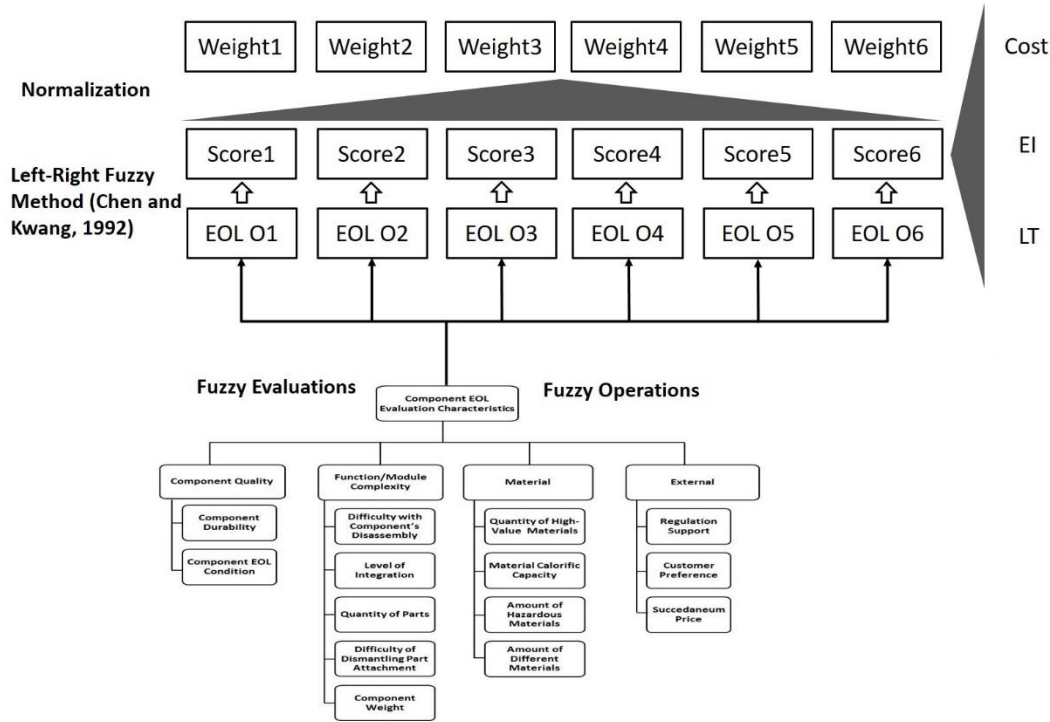 Weight1 Weight2 Weight3 Weight4 Weight5 Weight6 Cost
Normalization
Score1 Score2 Score3 Score4 Score5 Score6 EI
Left-Right Fuzzy
Method (Chen and
Kwang, 1992)
EOL O1 EOL O2 EOL O3 EOL O4 EOL O5 EOL O6 LT
Fuzzy Evaluations Fuzzy Operations
Component EOL
Evaluation Characteristics
Component Quality
Component
Durability
Component EOL
Condition
Function/Module
Complexity
Difficulty with
Component's
Disassembly
Level of
Integration
Quantity of Parts
Difficulty of
Dismantling Part
Attachment
Component
Weight
Material
Quantity of High-
Value Materials
Material Calorific
Capacity
Amount of
Hazardous
Materials
Amount of
Different
Materials
External
Regulation
Support
Customer
Preference
Succedaneum
Price